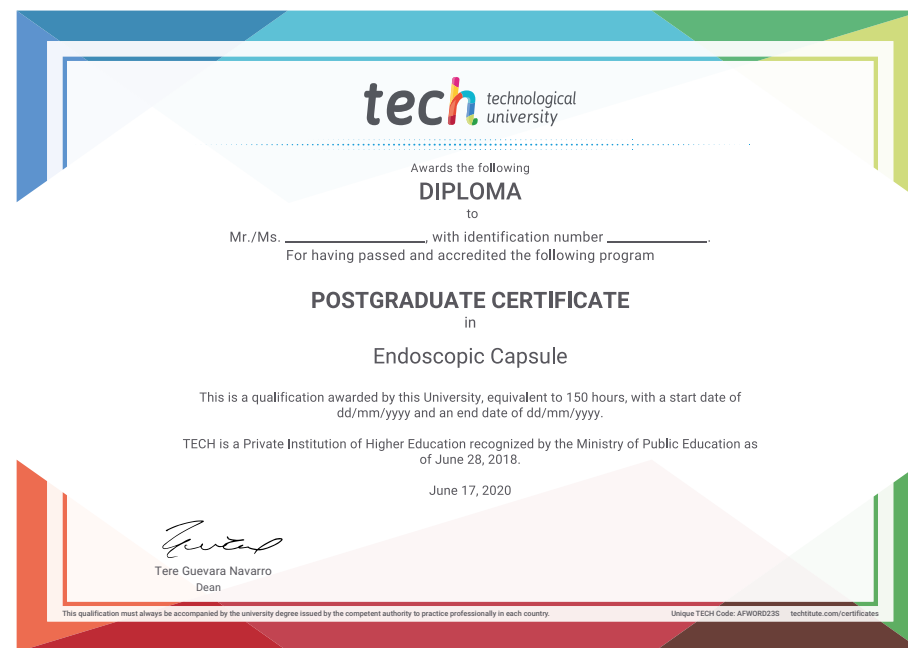 tech technological
university
Awards the following
DIPLOMA
to
Mr./Ms. ____________________, with identification number ______________.
For having passed and accredited the following program
POSTGRADUATE CERTIFICATE
in
Endoscopic Capsule
This is a qualification awarded by this University, equivalent to 150 hours, with a start date of
dd/mm/yyyy and an end date of dd/mm/yyyy.
TECH is a Private Institution of Higher Education recognized by the Ministry of Public Education as
of June 28, 2018.
June 17, 2020
Tere Guevara Navarro
Dean
This qualification must always be accompanied by the university degree issued by the competent authority to practice professionally in each country. Unique TECH Code: AFWORD23S techtitute.com/certificates